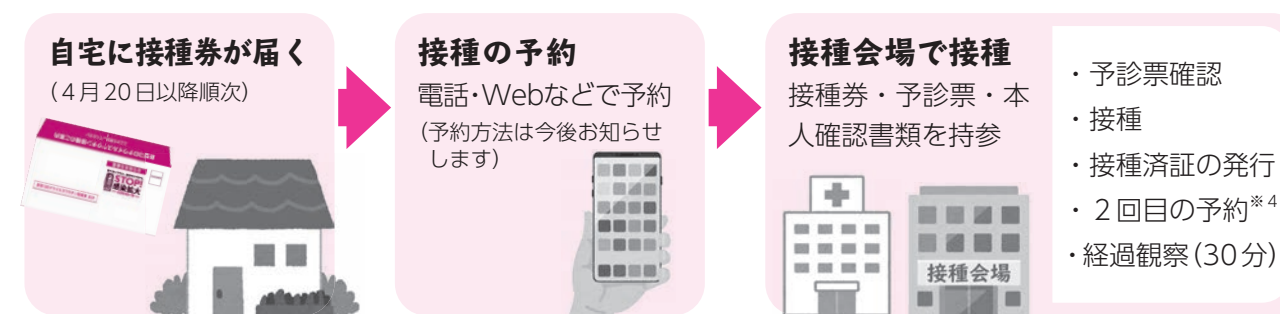 自宅に接種券が届く
(4月20日以降順次)
STOP
感染拡大
接種の予約
電話・Webなどで予約
(予約方法は今後お知らせ
します)
接種会場で接種
接種券・予診票・本
人確認書類を持参
接種会場
・予診票確認
・接種
・接種済証の発行
・2回目の予約※4
・経過観察(30分)